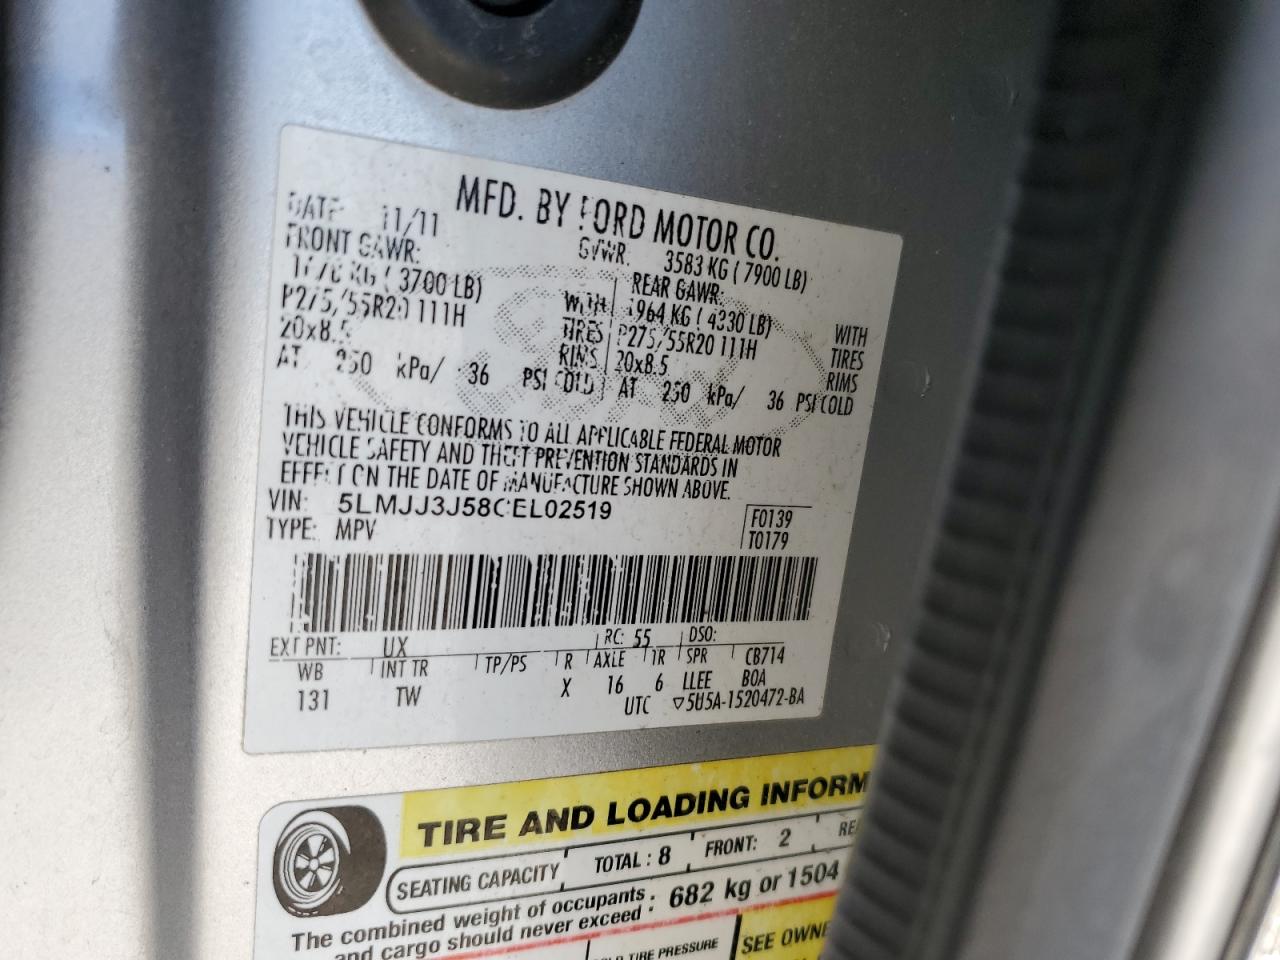 MFD. BY FORD MOTOR CO.
DATE: 11/11 GVWR: 3583 KG ( 7900 LB)
FRONT GAWR: REAR GAWR:
KG ( 3700 LB) WITH 1964 KG ( 4330 LB) WITH
P275/55R20 111H TIRES P275/55R20 111H TIRES
20x8.5 RIMS 20x8.5 RIMS
AT 250 kPa/ 36 PSI COLD AT 250 kPa/ 36 PSI COLD
THIS VEHICLE CONFORMS TO ALL APPLICABLE FEDERAL MOTOR
VEHICLE SAFETY AND THEFT PREVENTION STANDARDS IN
EFFECT ON THE DATE OF MANUFACTURE SHOWN ABOVE.
VIN: 5LMJJ3J58CEL02519 F0139
TYPE: MPV T0179
EXT PNT: UX RC: 55 DSO:
WB INT TR TP/PS R AXLE TR SPR CB714
131 TW X 16 6 LLEE BOA
UTC ▽5U5A-1520472-BA
TIRE AND LOADING INFORM
SEATING CAPACITY TOTAL : 8 FRONT: 2 REA
The combined weight of occupants : 682 kg or 1504
and cargo should never exceed :
TIRE PRESSURE SEE OWNE